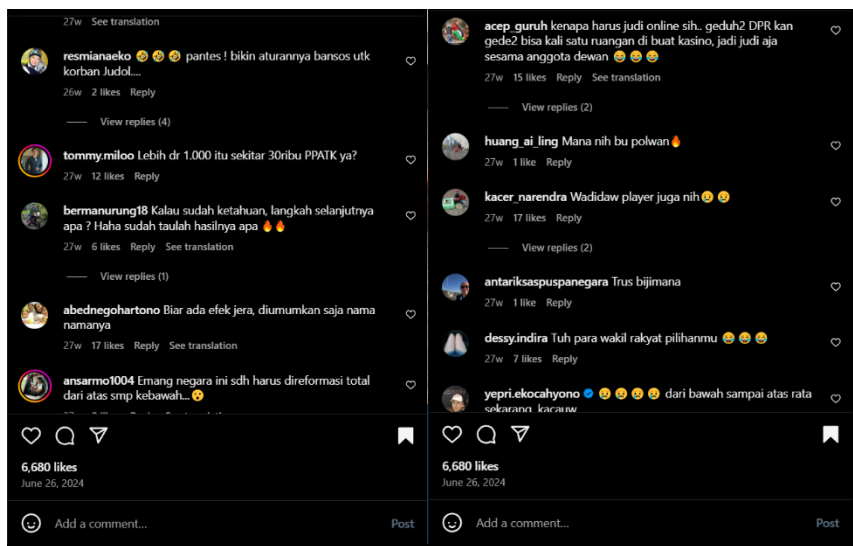 27w See translation
resmianaeko 🤣 🤣 🤣 pantes ! bikin aturannya bansos utk
korban Judol....
26w 2 likes Reply
View replies (4)
tommy.miloo Lebih dr 1.000 itu sekitar 30ribu PPATK ya?
27w 12 likes Reply
bermanurung18 Kalau sudah ketahuan, langkah selanjutnya
apa ? Haha sudah taulah hasilnya apa 🔥🔥
27w 6 likes Reply See translation
View replies (1)
abednegohartono Biar ada efek jera, diumumkan saja nama
namanya
27w 17 likes Reply See translation
ansarmo1004 Emang negara ini sdh harus direformasi total
dari atas smp kebawah...😮
6,680 likes
June 26, 2024
Add a comment...
Post
acep_guruh kenapa harus judi online sih.. geduh2 DPR kan
gede2 bisa kali satu ruangan di buat kasino, jadi judi aja
sesama anggota dewan 😂 😂 😂
27w 15 likes Reply See translation
View replies (2)
huang_ai_ling Mana nih bu polwan🔥
27w 1 like Reply
kacer_narendra Wadidaw player juga nih😢 😢
27w 17 likes Reply
View replies (2)
antariksaspuspanegara Trus bijimana
27w 1 like Reply
dessy.indira Tuh para wakil rakyat pilihanmu 😂 😂 😂
27w 7 likes Reply
yepri.ekocahyono 😢 😢 😢 😢 dari bawah sampai atas rata
sekarang kacauw
6,680 likes
June 26, 2024
Add a comment...
Post